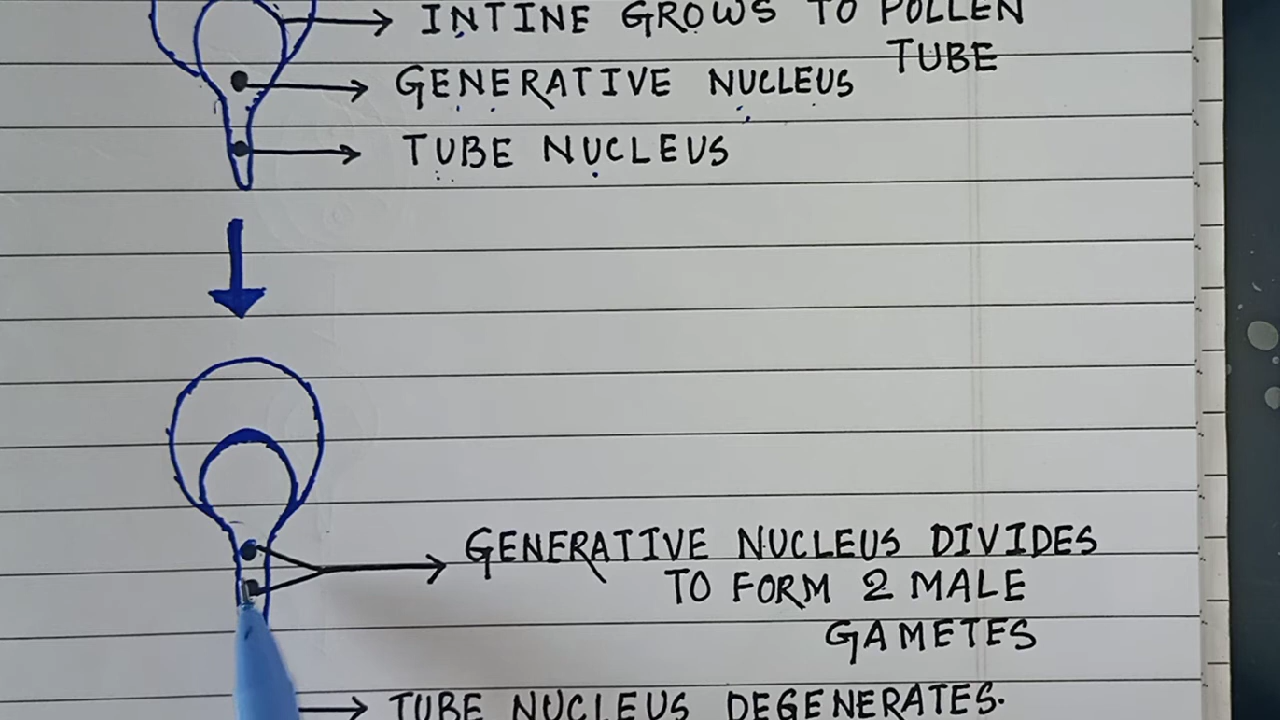 INTINE GROWS TO POLLEN
TUBE
GENERATIVE NUCLEUS
TUBE NUCLEUS
GENERATIVE NUCLEUS DIVIDES
TO FORM 2 MALE
GAMETES
TUBE NUCLEUS DEGENERATES.